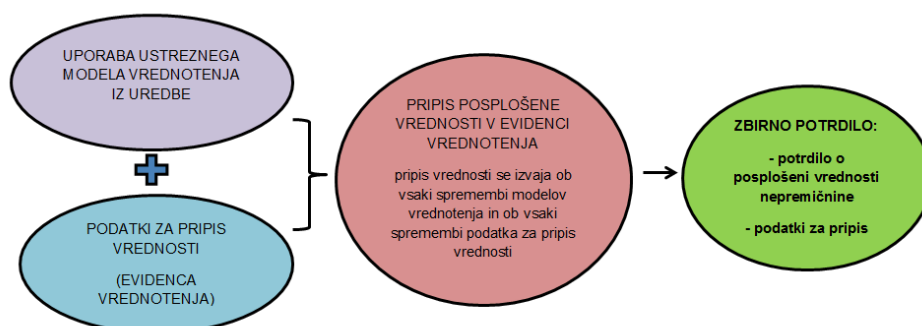 UPORABA USTREZNEGA
MODELA VREDNOTENJA
IZ UREDBE
PODATKI ZA PRIPIS
VREDNOSTI
(EVIDENCA
VREDNOTENJA)
PRIPIS POSPLOŠENE
VREDNOSTI V EVIDENCI
VREDNOTENJA
pripis vrednosti se izvaja ob
vsaki spremembi modelov
vrednotenja in ob vsaki
spremembi podatka za pripis
vrednosti
ZBIRNO POTRDILO:
- potrdilo o
posplošeni vrednosti
nepremičnine
- podatki za pripis